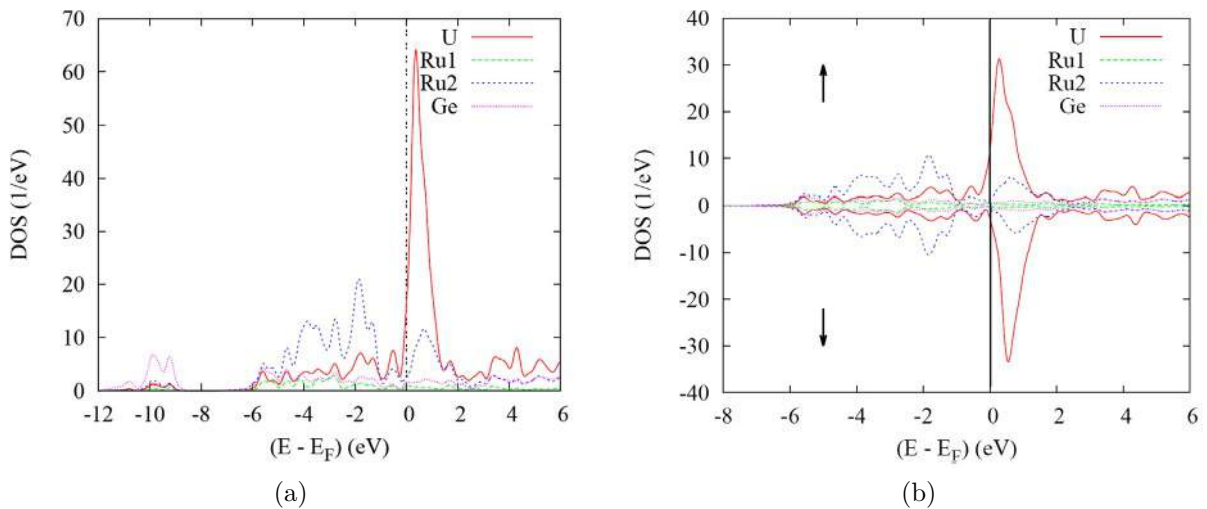 70
60
50
40
30
20
10
0
DOS (1/eV)
U
Ru1
Ru2
Ge
-12 -10 -8 -6 -4 -2 0 2 4 6
(E - E_F) (eV)
(a)
40
30
20
10
0
-10
-20
-30
-40
DOS (1/eV)
U
Ru1
Ru2
Ge
-8 -6 -4 -2 0 2 4 6
(E - E_F) (eV)
(b)